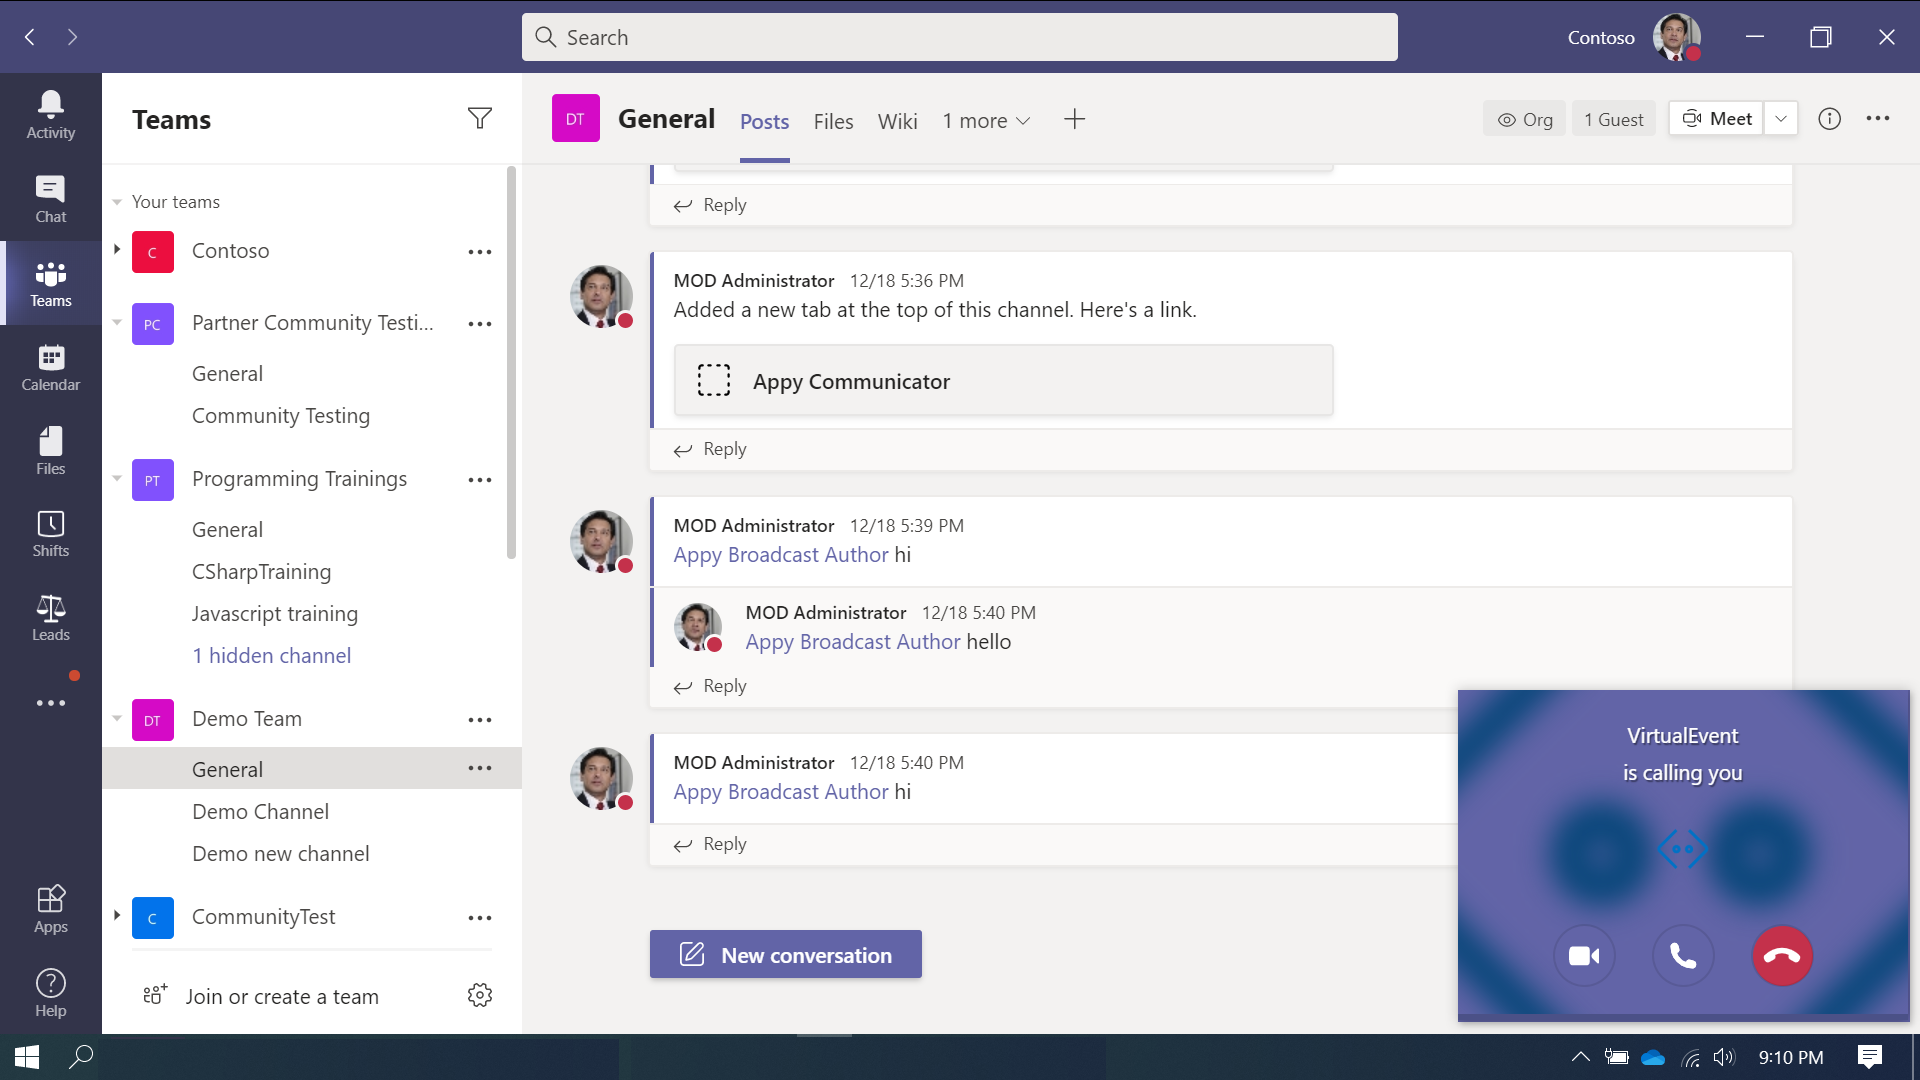 Search
Contoso
Activity
Chat
Teams
Calendar
Files
Shifts
Leads
Apps
Help
Teams
Your teams
C Contoso
PC Partner Community Testi...
General
Community Testing
PT Programming Trainings
General
CSharpTraining
Javascript training
1 hidden channel
DT Demo Team
General
Demo Channel
Demo new channel
C CommunityTest
Join or create a team
DT General Posts Files Wiki 1 more
Org 1 Guest Meet
Reply
MOD Administrator 12/18 5:36 PM
Added a new tab at the top of this channel. Here's a link.
Appy Communicator
Reply
MOD Administrator 12/18 5:39 PM
Appy Broadcast Author hi
MOD Administrator 12/18 5:40 PM
Appy Broadcast Author hello
Reply
MOD Administrator 12/18 5:40 PM
Appy Broadcast Author hi
Reply
New conversation
VirtualEvent
is calling you
9:10 PM